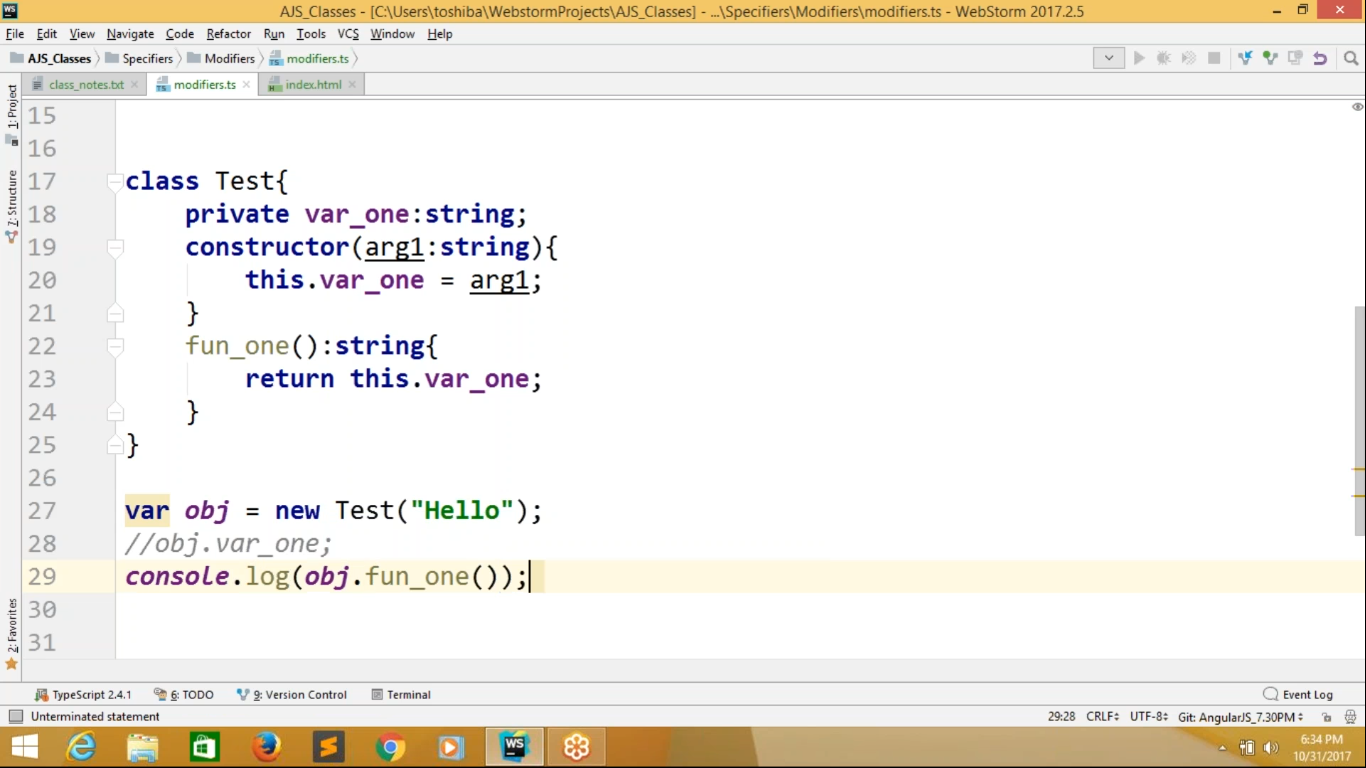 AJS_Classes - [C:\Users\toshiba\WebstormProjects\AJS_Classes] - ...\Specifiers\Modifiers\modifiers.ts - WebStorm 2017.2.5
File Edit View Navigate Code Refactor Run Tools VCS Window Help
AJS_Classes Specifiers Modifiers modifiers.ts
class_notes.txt modifiers.ts index.html
1: Project
Z: Structure
2: Favorites
15
16
17 class Test{
18 private var_one:string;
19 constructor(arg1:string){
20 this.var_one = arg1;
21 }
22 fun_one():string{
23 return this.var_one;
24 }
25 }
26
27 var obj = new Test("Hello");
28 //obj.var_one;
29 console.log(obj.fun_one());
30
31
TypeScript 2.4.1 6: TODO 9: Version Control Terminal Event Log
Unterminated statement 29:28 CRLF UTF-8 Git: AngularJS_7.30PM
6:34 PM
10/31/2017